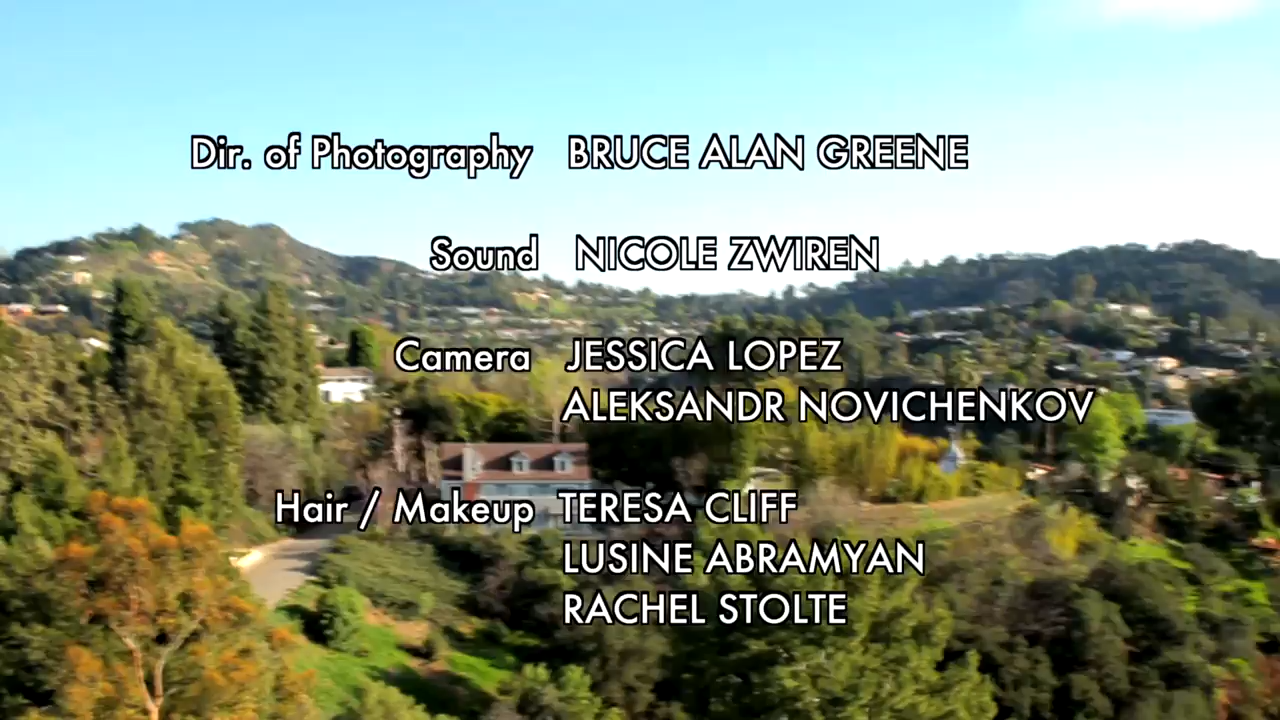 Dir. of Photography BRUCE ALAN GREENE
Sound NICOLE ZWIREN
Camera JESSICA LOPEZ
ALEKSANDR NOVICHENKOV
Hair / Makeup TERESA CLIFF
LUSINE ABRAMYAN
RACHEL STOLTE